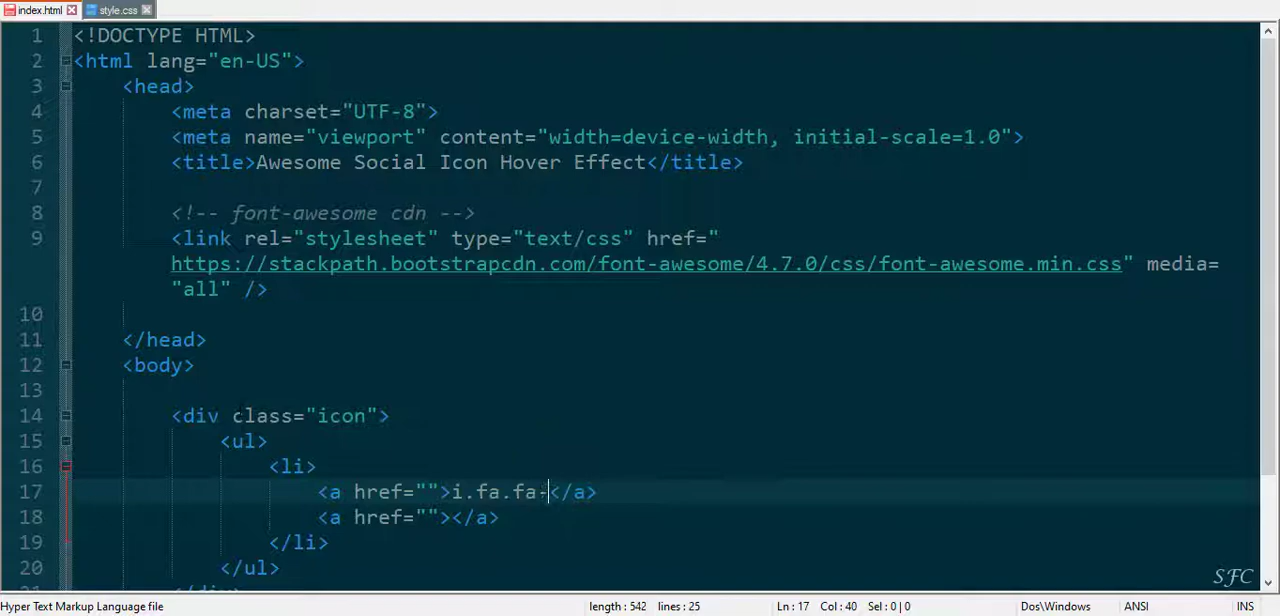 index.html style.css
1 <!DOCTYPE HTML>
2 <html lang="en-US">
3 <head>
4 <meta charset="UTF-8">
5 <meta name="viewport" content="width=device-width, initial-scale=1.0">
6 <title>Awesome Social Icon Hover Effect</title>
7
8 <!-- font-awesome cdn -->
9 <link rel="stylesheet" type="text/css" href="
https://stackpath.bootstrapcdn.com/font-awesome/4.7.0/css/font-awesome.min.css" media=
"all" />
10
11 </head>
12 <body>
13
14 <div class="icon">
15 <ul>
16 <li>
17 <a href="">i.fa.fa-</a>
18 <a href=""></a>
19 </li>
20 </ul>
SFC
Hyper Text Markup Language file length : 542 lines : 25 Ln : 17 Col : 40 Sel : 0 | 0 Dos\Windows ANSI INS